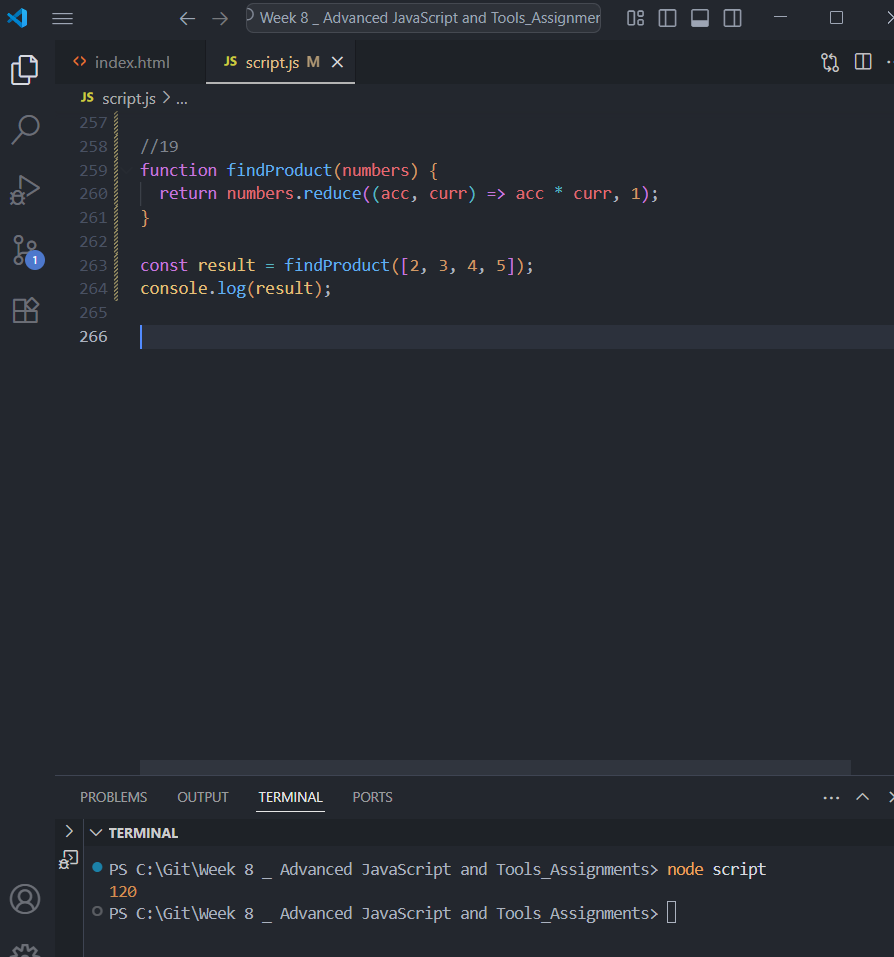 Week 8 _ Advanced JavaScript and Tools_Assignmer
index.html
JS script.js M
JS script.js > ...
257
258 //19
259 function findProduct(numbers) {
260 return numbers.reduce((acc, curr) => acc * curr, 1);
261 }
262
263 const result = findProduct([2, 3, 4, 5]);
264 console.log(result);
265
266
1
PROBLEMS OUTPUT TERMINAL PORTS
TERMINAL
PS C:\Git\Week 8 _ Advanced JavaScript and Tools_Assignments> node script
120
PS C:\Git\Week 8 _ Advanced JavaScript and Tools_Assignments>